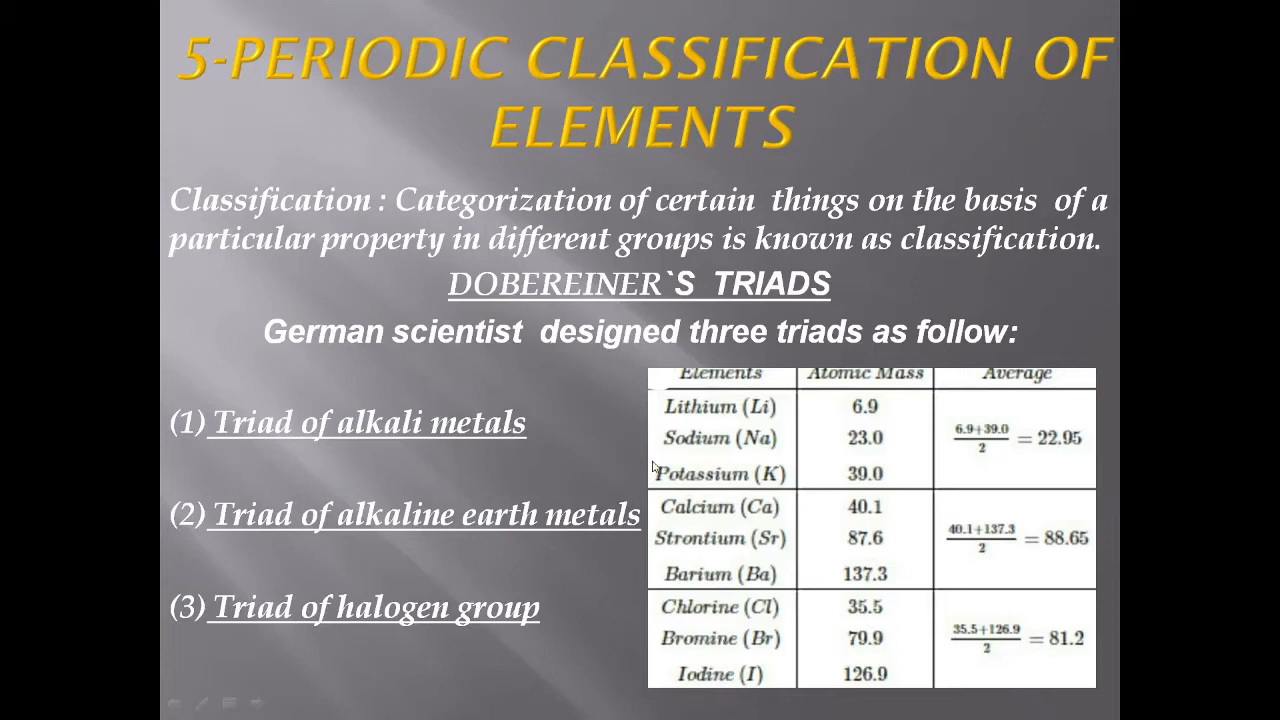 5-PERIODIC CLASSIFICATION OF
ELEMENTS
Classification : Categorization of certain things on the basis of a
particular property in different groups is known as classification.
DOBEREINER`S TRIADS
German scientist designed three triads as follow:
(1) Triad of alkali metals
(2) Triad of alkaline earth metals
(3) Triad of halogen group
Elements Atomic Mass Average
Lithium (Li) 6.9
Sodium (Na) 23.0 6.9+39.0/2 = 22.95
Potassium (K) 39.0
Calcium (Ca) 40.1
Strontium (Sr) 87.6 40.1+137.3/2 = 88.65
Barium (Ba) 137.3
Chlorine (Cl) 35.5
Bromine (Br) 79.9 35.5+126.9/2 = 81.2
Iodine (I) 126.9